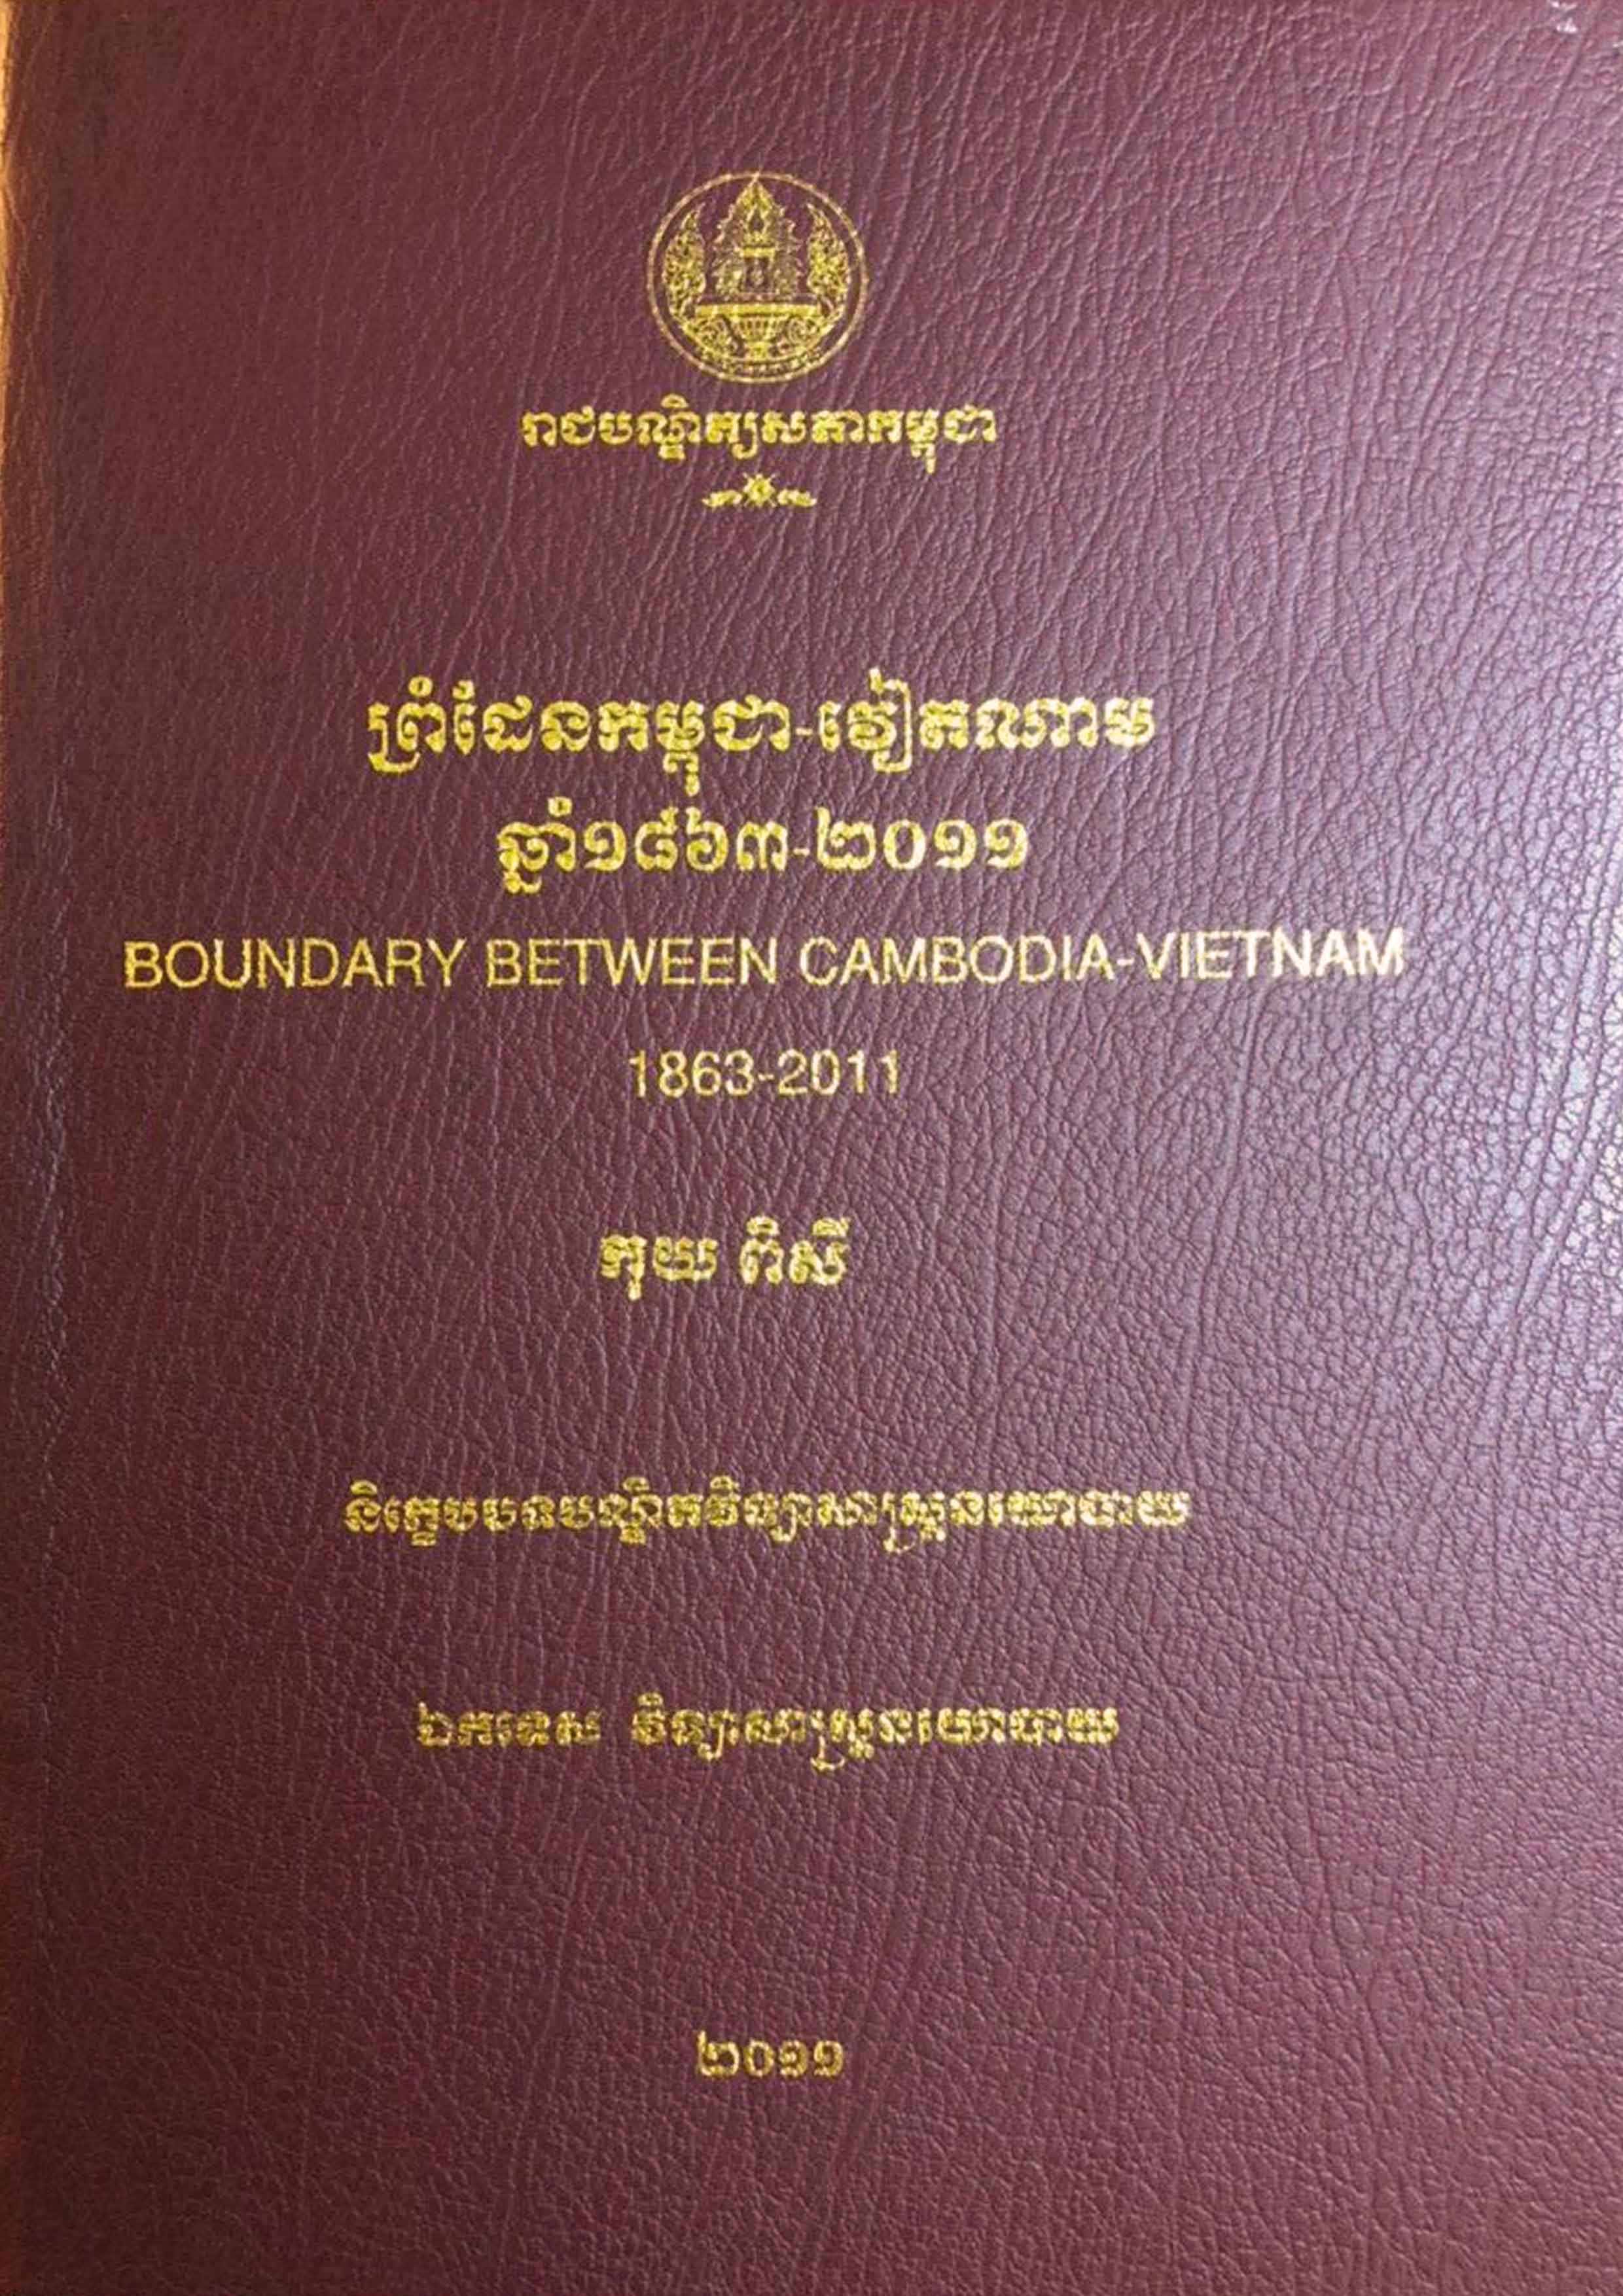 រាជបណ្ឌិត្យសភាកម្ពុជា
ព្រំដែនកម្ពុជា-វៀតណាម
ឆ្នាំ១៨៦៣-២០១១
BOUNDARY BETWEEN CAMBODIA-VIETNAM
1863-2011
កុយ ពិសី
និក្ខេបបទបណ្ឌិតវិទ្យាសាស្ត្រនយោបាយ
ឯកទេស វិទ្យាសាស្ត្រនយោបាយ
២០១១